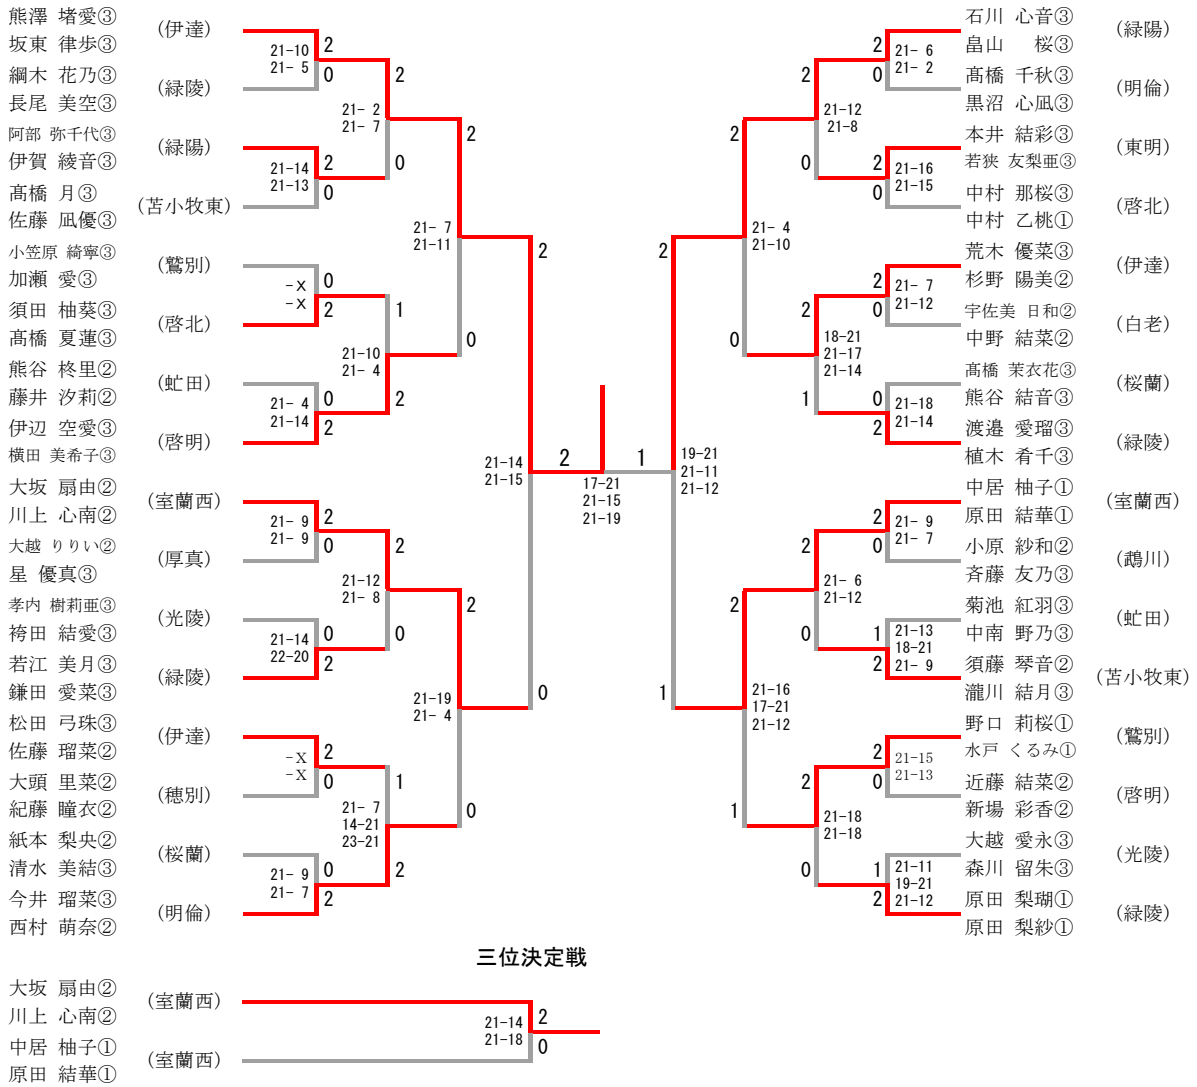 熊澤 堵愛③
坂東 律歩③
(伊達)
綱木 花乃③
長尾 美空③
(緑陵)
21-10
21- 5
2
0
阿部 弥千代③
伊賀 綾音③
(緑陽)
髙橋 月③
佐藤 凪優③
(苫小牧東)
21-14
21-13
2
0
21- 2
21- 7
2
0
小笠原 綺寧③
加瀬 愛③
(鷲別)
須田 柚葵③
髙橋 夏蓮③
(啓北)
-X
-X
0
2
熊谷 柊里②
藤井 汐莉②
(虻田)
伊辺 空愛③
横田 美希子③
(啓明)
21- 4
21-14
0
2
21-10
21- 4
1
2
21- 7
21-11
2
0
大坂 扇由②
川上 心南②
(室蘭西)
大越 りりい②
星 優真③
(厚真)
21- 9
21- 9
2
0
孝内 樹莉亜③
袴田 結愛③
(光陵)
若江 美月③
鎌田 愛菜③
(緑陵)
21-14
22-20
0
2
21-12
21- 8
2
0
松田 弓珠③
佐藤 瑠菜②
(伊達)
大頭 里菜②
紀藤 瞳衣②
(穂別)
-X
-X
2
0
紙本 梨央②
清水 美結③
(桜蘭)
今井 瑠菜③
西村 萌奈②
(明倫)
21- 9
21- 7
0
2
21- 7
14-21
23-21
1
2
21-19
21- 4
2
0
21-14
21-15
2
0
2
1
17-21
21-15
21-19
石川 心音③
畠山 桜③
(緑陽)
髙橋 千秋③
黒沼 心凪③
(明倫)
2
0
21- 6
21- 2
本井 結彩③
若狭 友梨亜③
(東明)
中村 那桜③
中村 乙桃①
(啓北)
2
0
21-16
21-15
2
0
21-12
21-8
荒木 優菜③
杉野 陽美②
(伊達)
宇佐美 日和②
中野 結菜②
(白老)
2
0
21- 7
21-12
髙橋 茉衣花③
熊谷 結音③
(桜蘭)
渡邉 愛瑠③
植木 肴千③
(緑陵)
0
2
21-18
21-14
2
1
18-21
21-17
21-14
2
0
21- 4
21-10
中居 柚子①
原田 結華①
(室蘭西)
小原 紗和②
斉藤 友乃③
(鵡川)
2
0
21- 9
21- 7
菊池 紅羽③
中南 野乃③
(虻田)
須藤 琴音②
瀧川 結月③
(苫小牧東)
1
2
21-13
18-21
21- 9
2
0
21- 6
21-12
野口 莉桜①
水戸 くるみ①
(鷲別)
近藤 結菜②
新場 彩香②
(啓明)
2
0
21-15
21-13
大越 愛永③
森川 留朱③
(光陵)
原田 梨瑚①
原田 梨紗①
(緑陵)
1
2
21-11
19-21
21-12
2
0
21-18
21-18
2
1
21-16
17-21
21-12
2
1
19-21
21-11
21-12
三位決定戦
大坂 扇由②
川上 心南②
(室蘭西)
中居 柚子①
原田 結華①
(室蘭西)
21-14
21-18
2
0